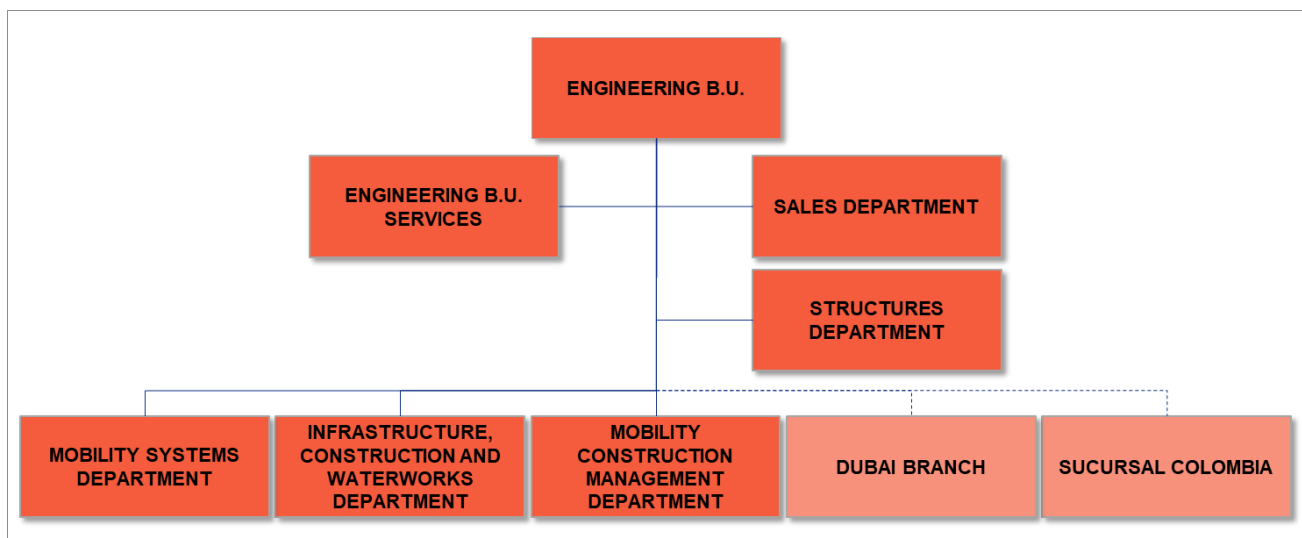 ENGINEERING B.U.
ENGINEERING B.U.
SERVICES
SALES DEPARTMENT
STRUCTURES
DEPARTMENT
MOBILITY SYSTEMS
DEPARTMENT
INFRASTRUCTURE,
CONSTRUCTION AND
WATERWORKS
DEPARTMENT
MOBILITY
CONSTRUCTION
MANAGEMENT
DEPARTMENT
DUBAI BRANCH
SUCURSAL COLOMBIA